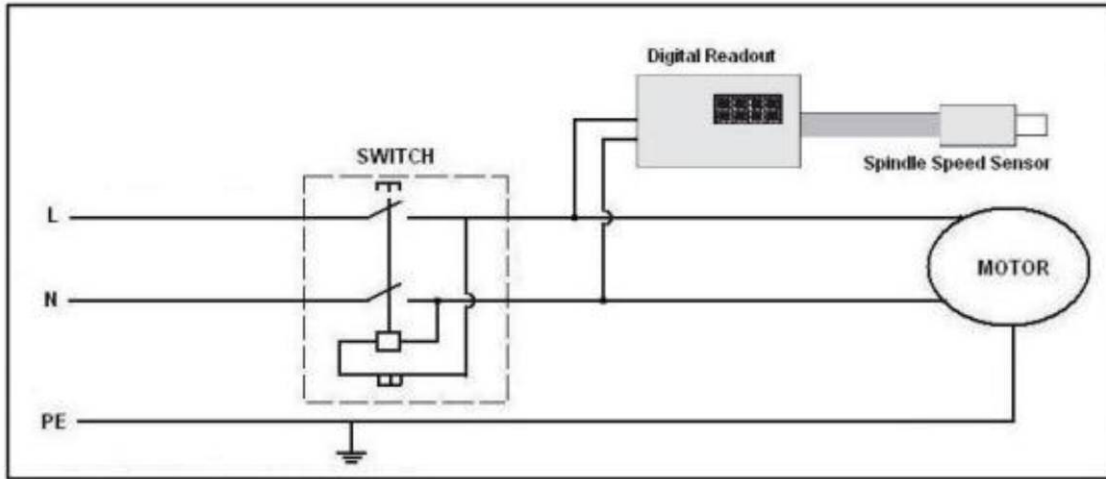 Digital Readout
SWITCH
Spindle Speed Sensor
L
MOTOR
N
PE